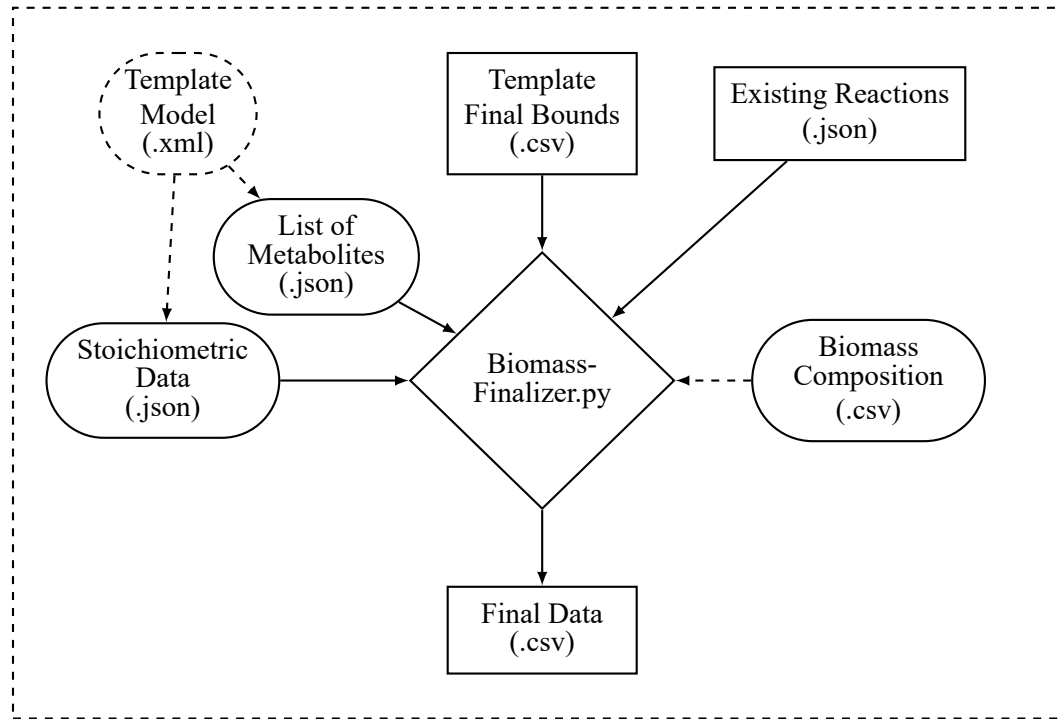 Template
Model
(.xml)
Template
Final Bounds
(.csv)
Existing Reactions
(.json)
List of
Metabolites
(.json)
Stoichiometric
Data
(.json)
Biomass-
Finalizer.py
Biomass
Composition
(.csv)
Final Data
(.csv)